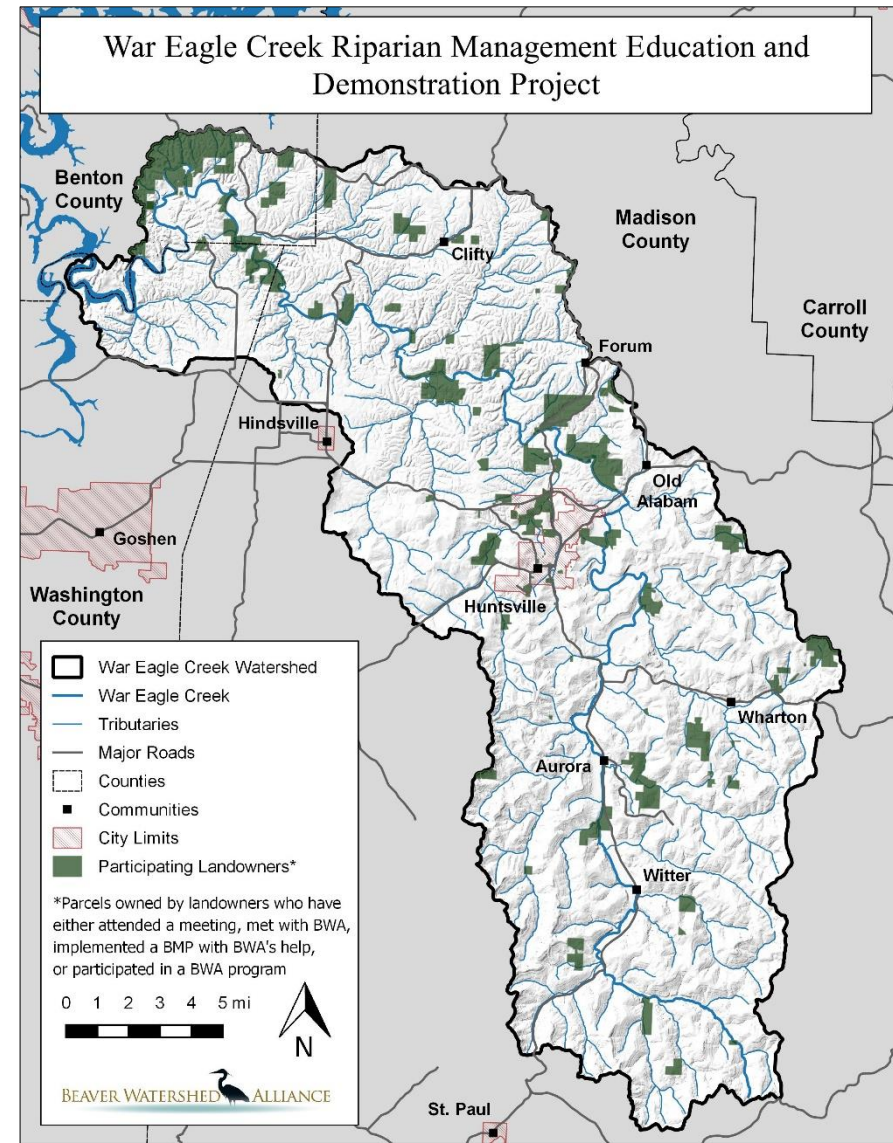 War Eagle Creek Riparian Management Education and
Demonstration Project
Benton
County
Madison
County
Clifty
Carroll
County
Forum
Hindsville
Old
Alabam
Goshen
Washington
County
Huntsville
Wharton
Aurora
Witter
St. Paul
War Eagle Creek Watershed
War Eagle Creek
Tributaries
Major Roads
Counties
Communities
City Limits
Participating Landowners*
*Parcels owned by landowners who have
either attended a meeting, met with BWA,
implemented a BMP with BWA's help,
or participated in a BWA program
0 1 2 3 4 5 mi
N
BEAVER WATERSHED ALLIANCE